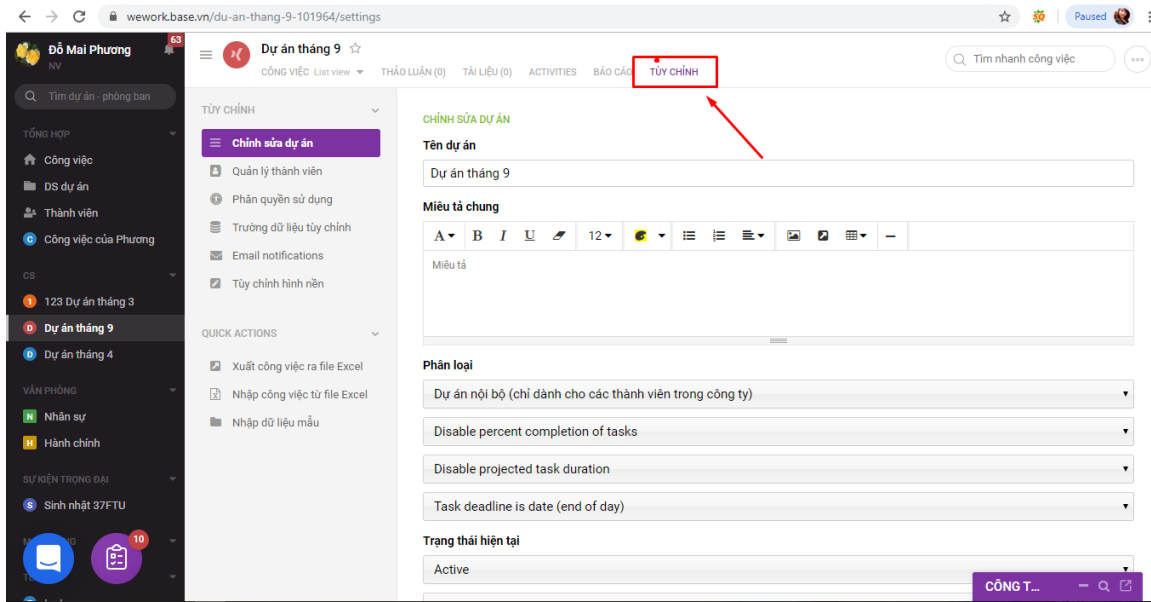 wework.base.vn/du-an-thang-9-101964/settings
Paused
Đỗ Mai Phương
NV
63
Dự án tháng 9
CÔNG VIỆC List view THẢO LUẬN (0) TÀI LIỆU (0) ACTIVITIES BÁO CÁO TÙY CHỈNH
Tìm nhanh công việc
Tìm dự án - phòng ban
TỔNG HỢP
Công việc
DS dự án
Thành viên
C Công việc của Phương
CS
1 123 Dự án tháng 3
D Dự án tháng 9
D Dự án tháng 4
VĂN PHÒNG
N Nhân sự
H Hành chính
SỰ KIỆN TRỌNG ĐẠI
S Sinh nhật 37FTU
10
TÙY CHỈNH
Chỉnh sửa dự án
Quản lý thành viên
Phân quyền sử dụng
Trường dữ liệu tùy chỉnh
Email notifications
Tùy chỉnh hình nền
QUICK ACTIONS
Xuất công việc ra file Excel
Nhập công việc từ file Excel
Nhập dữ liệu mẫu
CHỈNH SỬA DỰ ÁN
Tên dự án
Dự án tháng 9
Miêu tả chung
A B I U 12
Miêu tả
Phân loại
Dự án nội bộ (chỉ dành cho các thành viên trong công ty)
Disable percent completion of tasks
Disable projected task duration
Task deadline is date (end of day)
Trạng thái hiện tại
Active
CÔNG T...